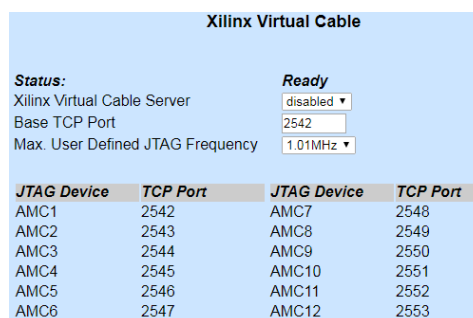 Xilinx Virtual Cable
Status: Ready
Xilinx Virtual Cable Server disabled
Base TCP Port 2542
Max. User Defined JTAG Frequency 1.01MHz
JTAG Device TCP Port JTAG Device TCP Port
AMC1 2542 AMC7 2548
AMC2 2543 AMC8 2549
AMC3 2544 AMC9 2550
AMC4 2545 AMC10 2551
AMC5 2546 AMC11 2552
AMC6 2547 AMC12 2553